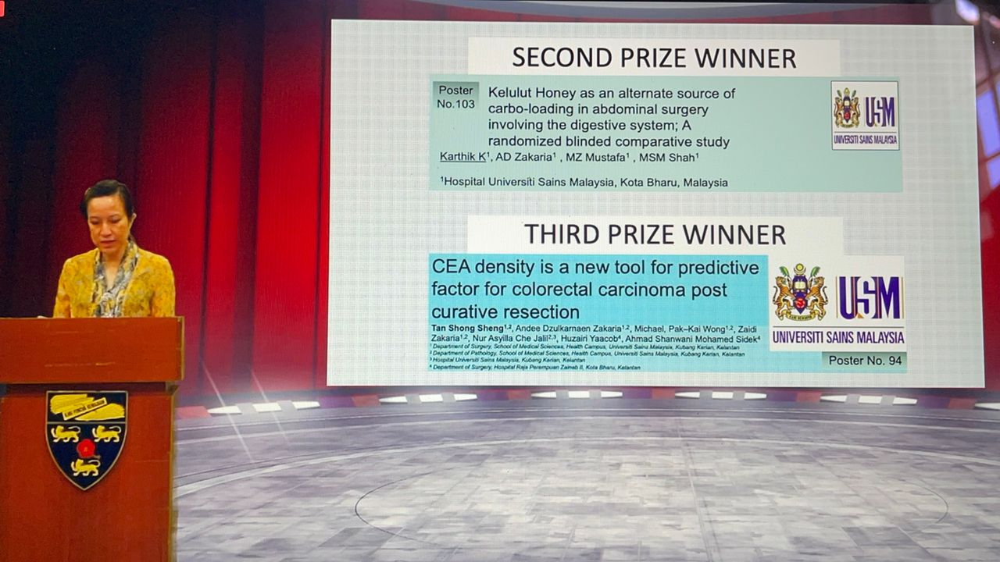 SECOND PRIZE WINNER
Poster
No.103
Kelulut Honey as an alternate source of
carbo-loading in abdominal surgery
involving the digestive system; A
randomized blinded comparative study
Karthik K¹, AD Zakaria¹ , MZ Mustafa¹ , MSM Shah¹
¹Hospital Universiti Sains Malaysia, Kota Bharu, Malaysia
USM
UNIVERSITI SAINS MALAYSIA
THIRD PRIZE WINNER
CEA density is a new tool for predictive
factor for colorectal carcinoma post
curative resection
Tan Shong Sheng¹·², Andee Dzulkarnaen Zakaria¹·², Michael, Pak–Kai Wong¹·², Zaidi
Zakaria¹·², Nur Asyilla Che Jalil²·³, Huzairi Yaacob⁴, Ahmad Shanwani Mohamed Sidek⁴
¹ Department of Surgery, School of Medical Sciences, Health Campus, Universiti Sains Malaysia, Kubang Kerian, Kelantan
² Department of Pathology, School of Medical Sciences, Health Campus, Universiti Sains Malaysia, Kubang Kerian, Kelantan
³ Hospital Universiti Sains Malaysia, Kubang Kerian, Kelantan
⁴ Department of Surgery, Hospital Raja Perempuan Zainab II, Kota Bharu, Kelantan
USM
UNIVERSITI SAINS MALAYSIA
Poster No. 94